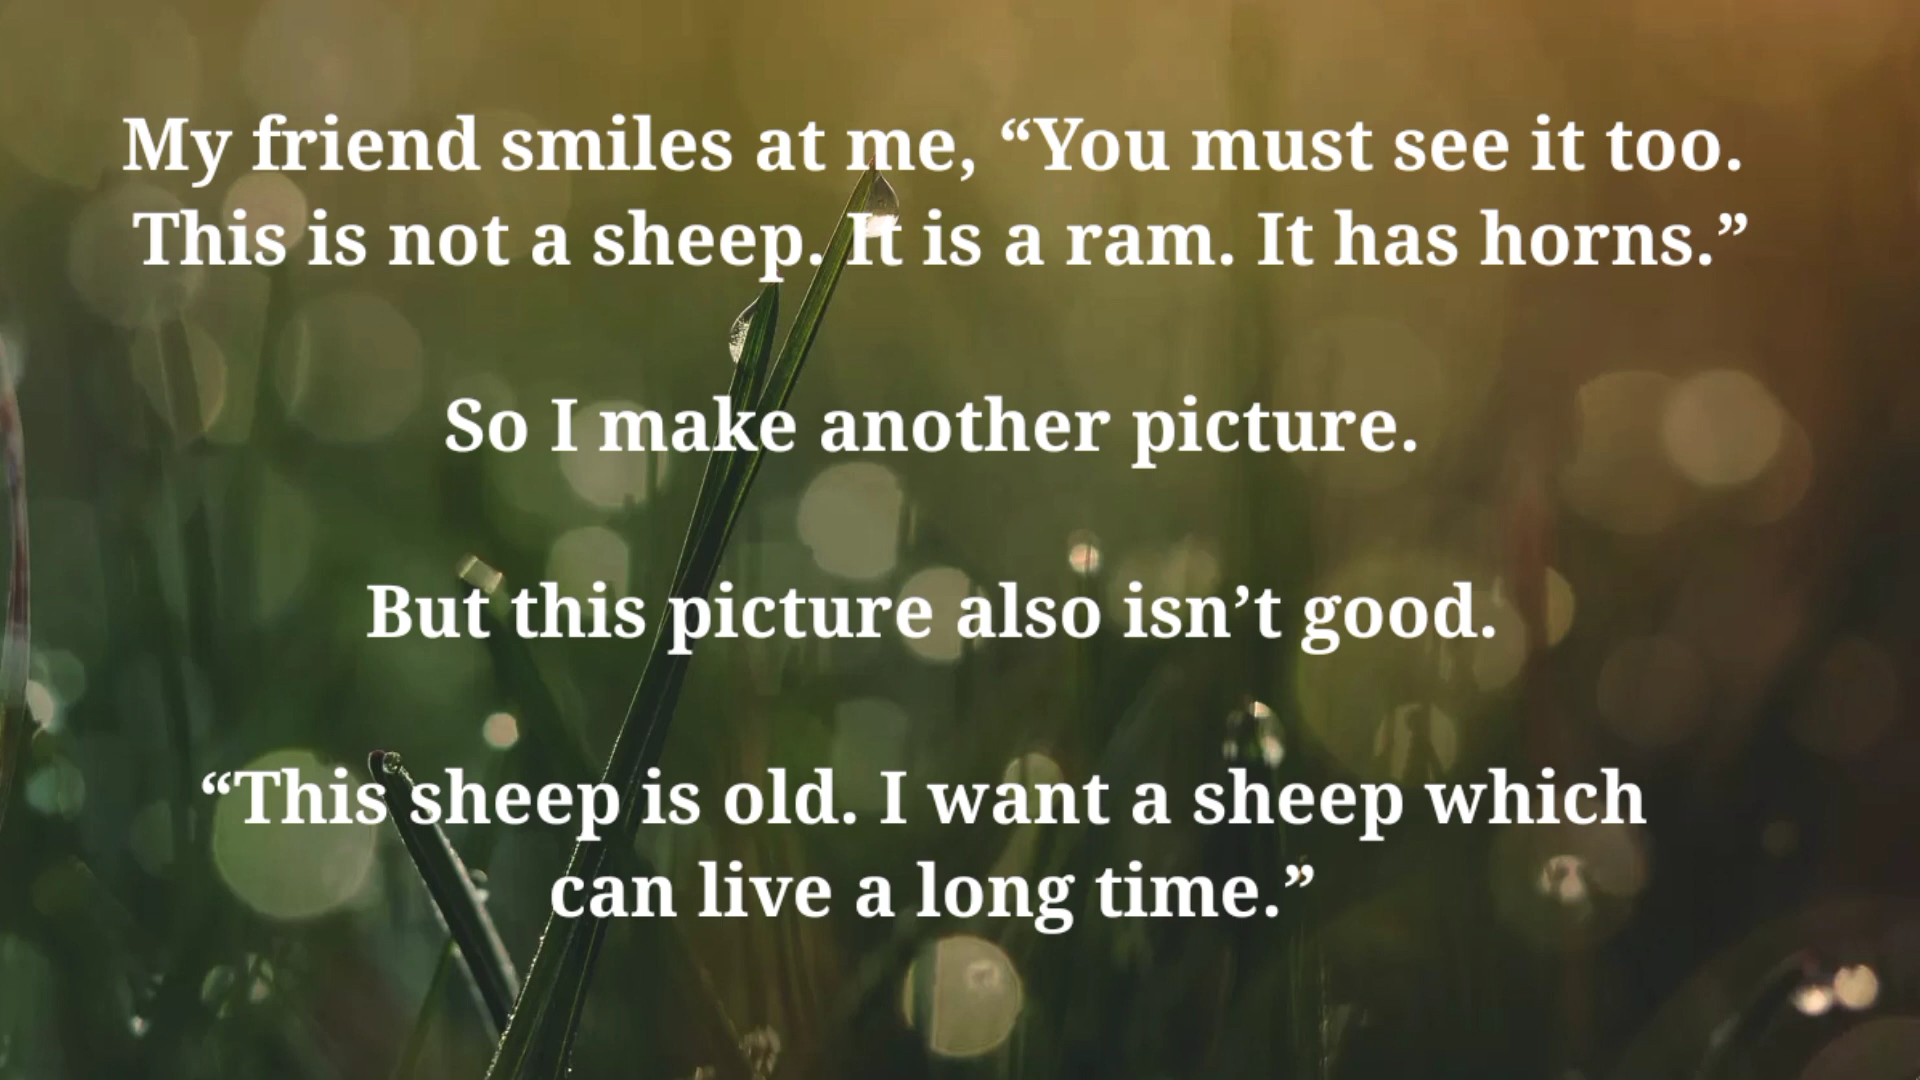 My friend smiles at me, “You must see it too.
This is not a sheep. It is a ram. It has horns.”
So I make another picture.
But this picture also isn’t good.
“This sheep is old. I want a sheep which
can live a long time.”